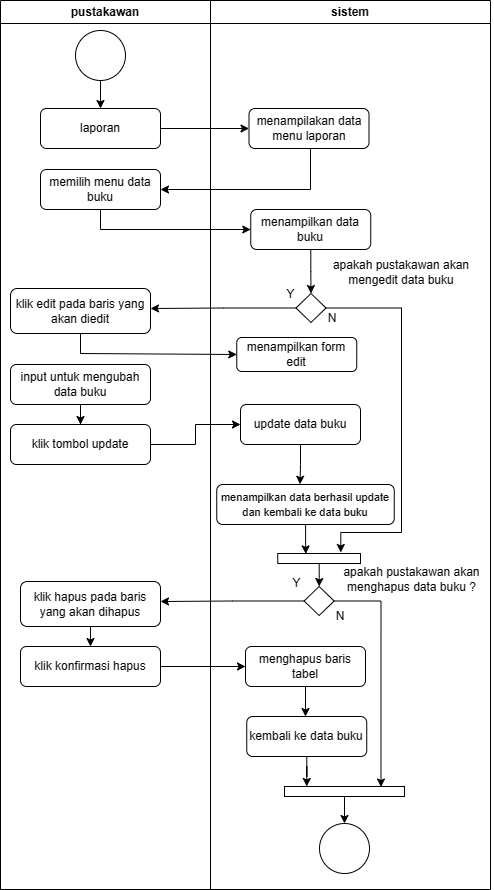 pustakawan
sistem
laporan
menampilakan data
menu laporan
memilih menu data
buku
menampilkan data
buku
apakah pustakawan akan
mengedit data buku
Y
N
klik edit pada baris yang
akan diedit
menampilkan form
edit
input untuk mengubah
data buku
klik tombol update
update data buku
menampilkan data berhasil update
dan kembali ke data buku
apakah pustakawan akan
menghapus data buku ?
Y
N
klik hapus pada baris
yang akan dihapus
klik konfirmasi hapus
menghapus baris
tabel
kembali ke data buku